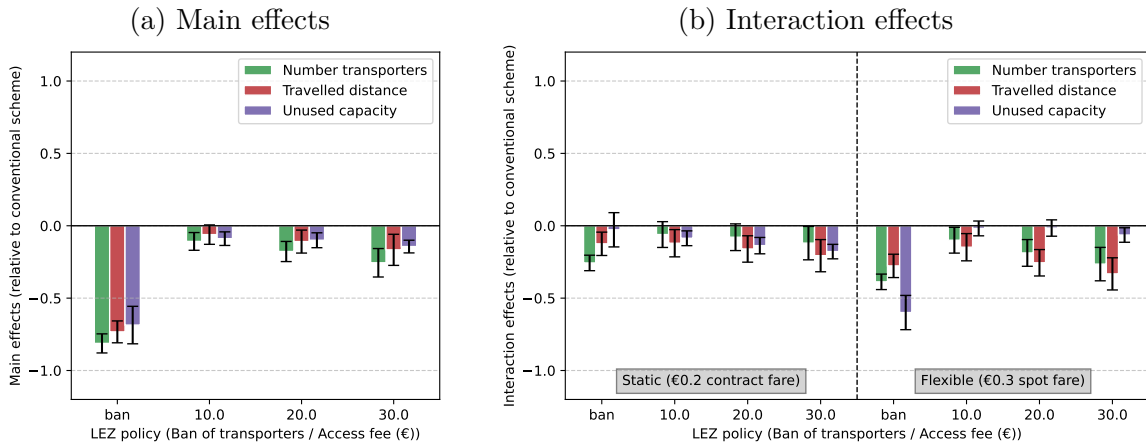 (a) Main effects
Main effects (relative to conventional scheme)
1.0
0.5
0.0
−0.5
−1.0
Number transporters
Travelled distance
Unused capacity
ban 10.0 20.0 30.0
LEZ policy (Ban of transporters / Access fee (€))
(b) Interaction effects
Interaction effects (relative to conventional scheme)
1.0
0.5
0.0
−0.5
−1.0
Number transporters
Travelled distance
Unused capacity
Static (€0.2 contract fare) Flexible (€0.3 spot fare)
ban 10.0 20.0 30.0 ban 10.0 20.0 30.0
LEZ policy (Ban of transporters / Access fee (€))